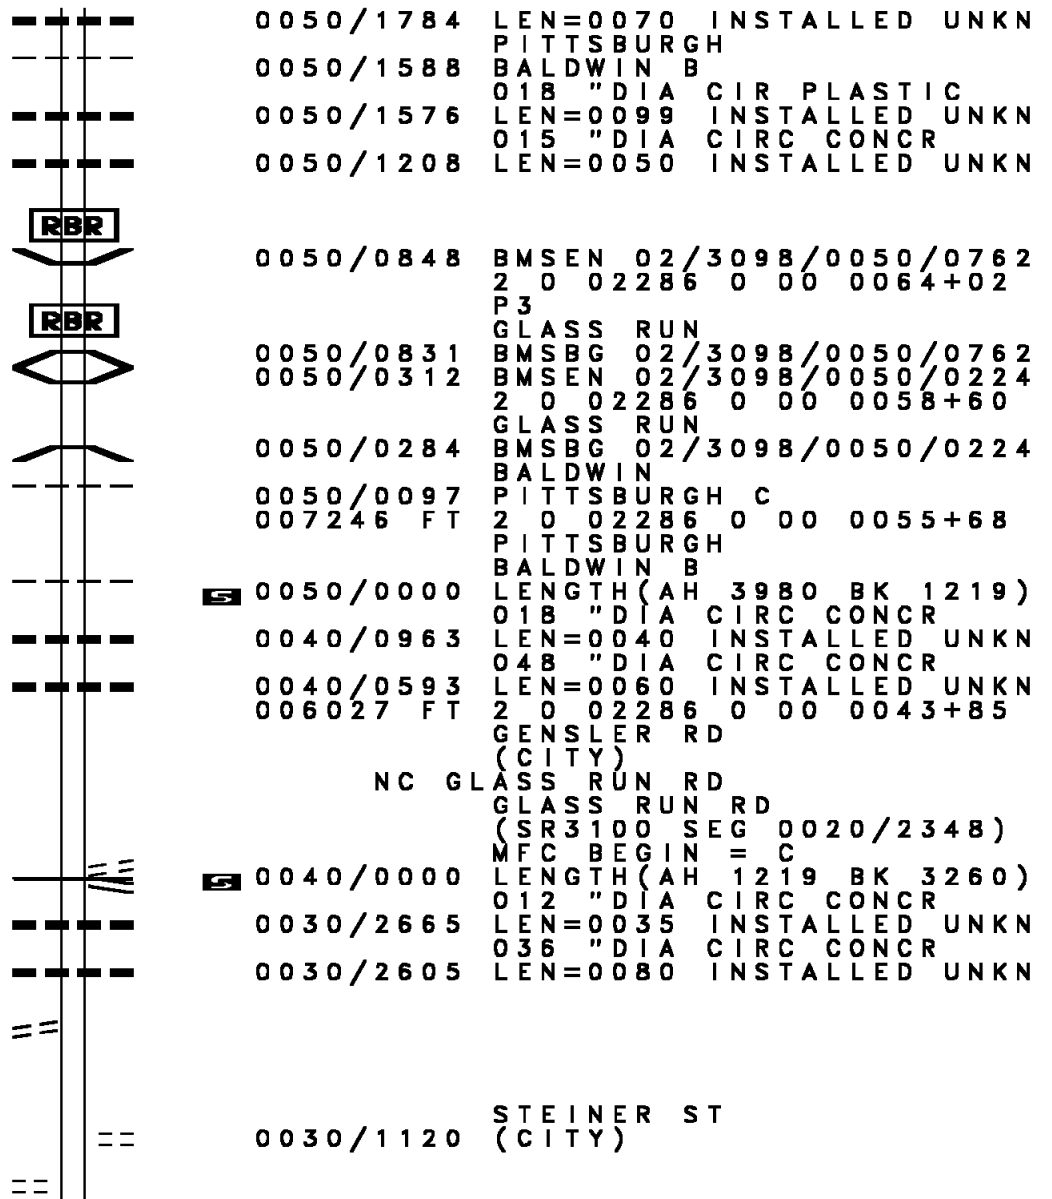 0050/1784 LEN=0070 INSTALLED UNKN
PITTSBURGH
0050/1588 BALDWIN B
018 "DIA CIR PLASTIC
0050/1576 LEN=0099 INSTALLED UNKN
015 "DIA CIRC CONCR
0050/1208 LEN=0050 INSTALLED UNKN
RBR
0050/0848 BMSEN 02/3098/0050/0762
2 0 02286 0 00 0064+02
P3
RBR
GLASS RUN
0050/0831 BMSBG 02/3098/0050/0762
0050/0312 BMSEN 02/3098/0050/0224
2 0 02286 0 00 0058+60
GLASS RUN
0050/0284 BMSBG 02/3098/0050/0224
BALDWIN
0050/0097 PITTSBURGH C
007246 FT 2 0 02286 0 00 0055+68
PITTSBURGH
BALDWIN B
S 0050/0000 LENGTH(AH 3980 BK 1219)
018 "DIA CIRC CONCR
0040/0963 LEN=0040 INSTALLED UNKN
048 "DIA CIRC CONCR
0040/0593 LEN=0060 INSTALLED UNKN
006027 FT 2 0 02286 0 00 0043+85
GENSLER RD
(CITY)
NC GLASS RUN RD
GLASS RUN RD
(SR3100 SEG 0020/2348)
MFC BEGIN = C
S 0040/0000 LENGTH(AH 1219 BK 3260)
012 "DIA CIRC CONCR
0030/2665 LEN=0035 INSTALLED UNKN
036 "DIA CIRC CONCR
0030/2605 LEN=0080 INSTALLED UNKN
STEINER ST
0030/1120 (CITY)